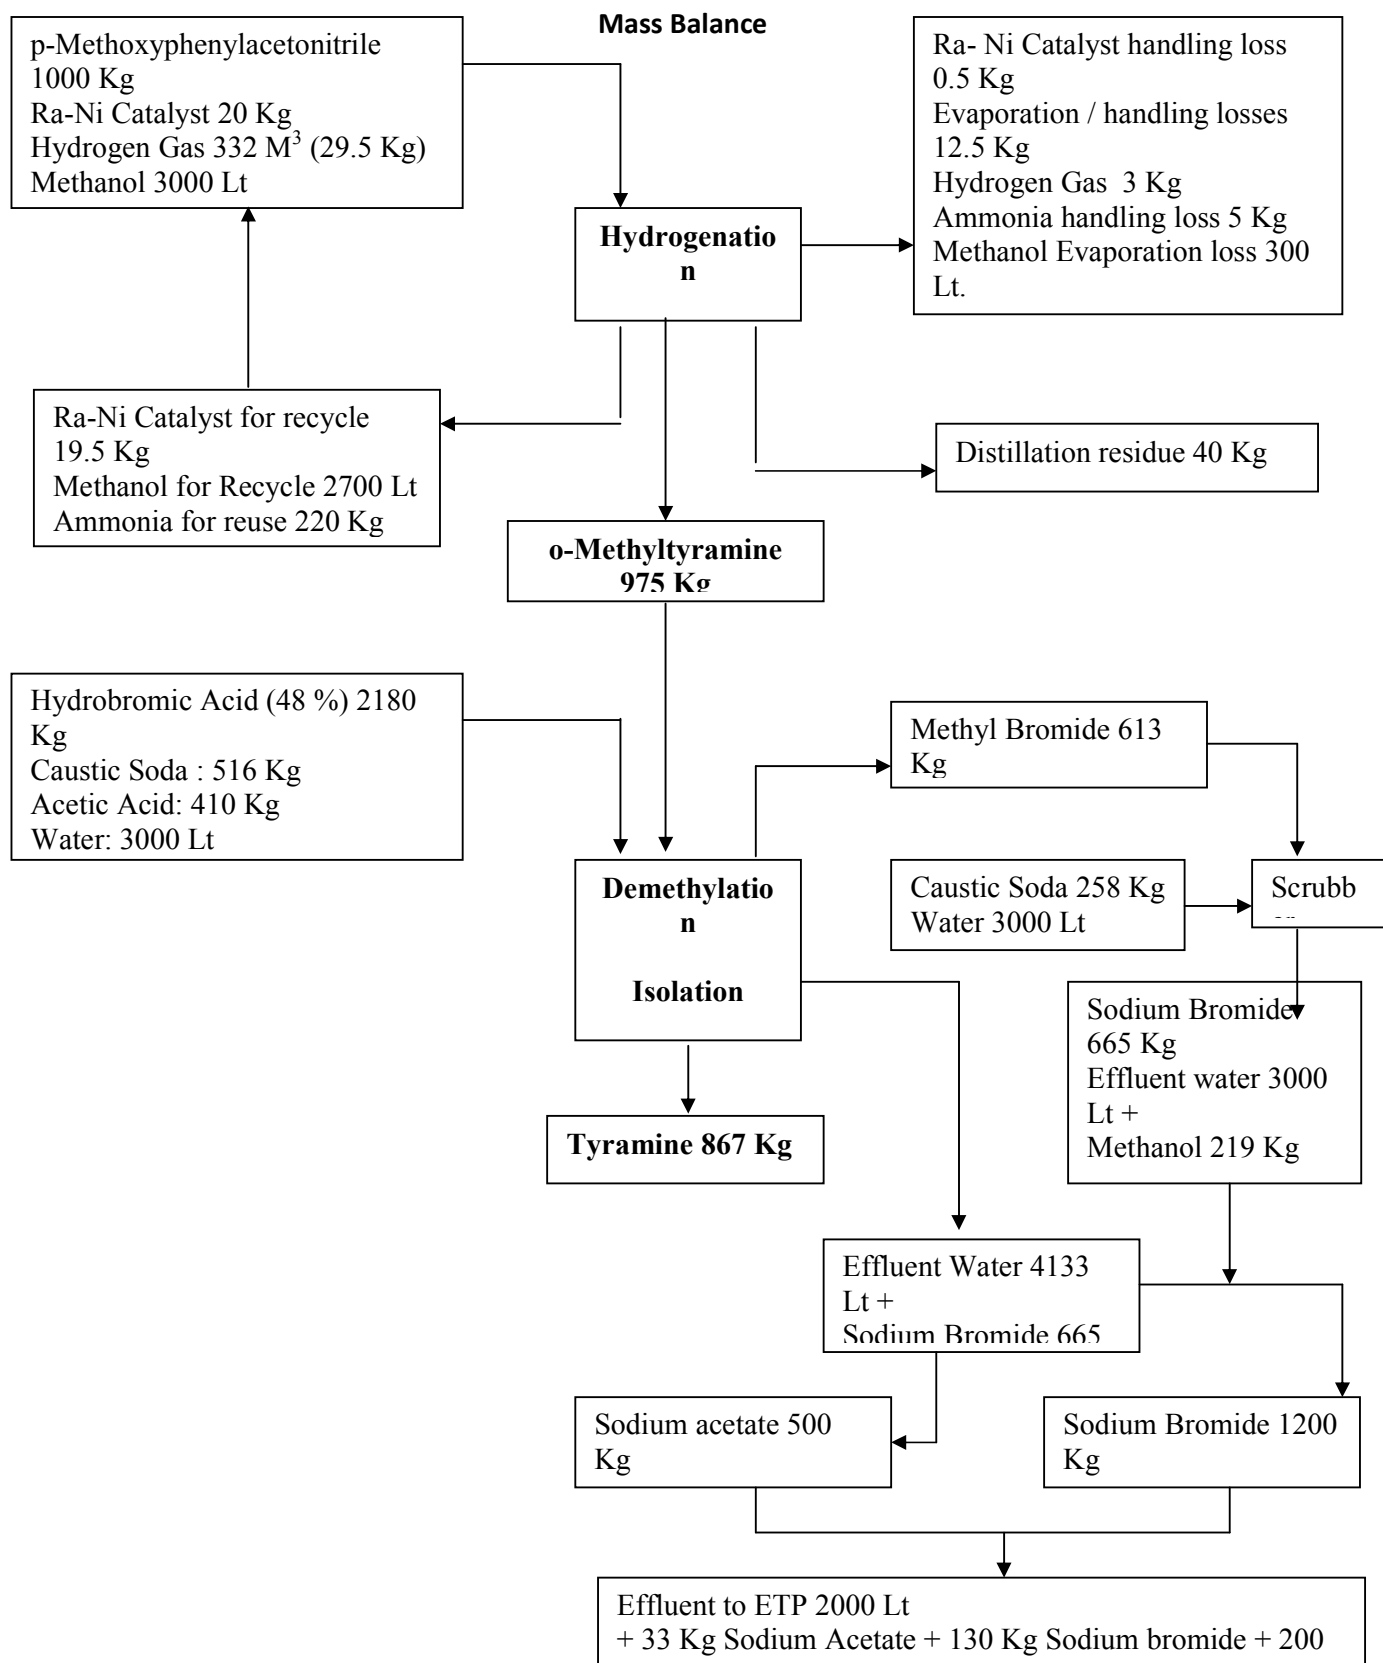 Mass Balance
p-Methoxyphenylacetonitrile
1000 Kg
Ra-Ni Catalyst 20 Kg
Hydrogen Gas 332 M³ (29.5 Kg)
Methanol 3000 Lt
Ra- Ni Catalyst handling loss
0.5 Kg
Evaporation / handling losses
12.5 Kg
Hydrogen Gas 3 Kg
Ammonia handling loss 5 Kg
Methanol Evaporation loss 300
Lt.
Hydrogenatio
n
Ra-Ni Catalyst for recycle
19.5 Kg
Methanol for Recycle 2700 Lt
Ammonia for reuse 220 Kg
Distillation residue 40 Kg
o-Methyltyramine
975 Kg
Hydrobromic Acid (48 %) 2180
Kg
Caustic Soda : 516 Kg
Acetic Acid: 410 Kg
Water: 3000 Lt
Methyl Bromide 613
Kg
Demethylatio
n
Isolation
Caustic Soda 258 Kg
Water 3000 Lt
Scrubb
Sodium Bromide
665 Kg
Effluent water 3000
Lt +
Methanol 219 Kg
Tyramine 867 Kg
Effluent Water 4133
Lt +
Sodium Bromide 665
Sodium acetate 500
Kg
Sodium Bromide 1200
Kg
Effluent to ETP 2000 Lt
+ 33 Kg Sodium Acetate + 130 Kg Sodium bromide + 200